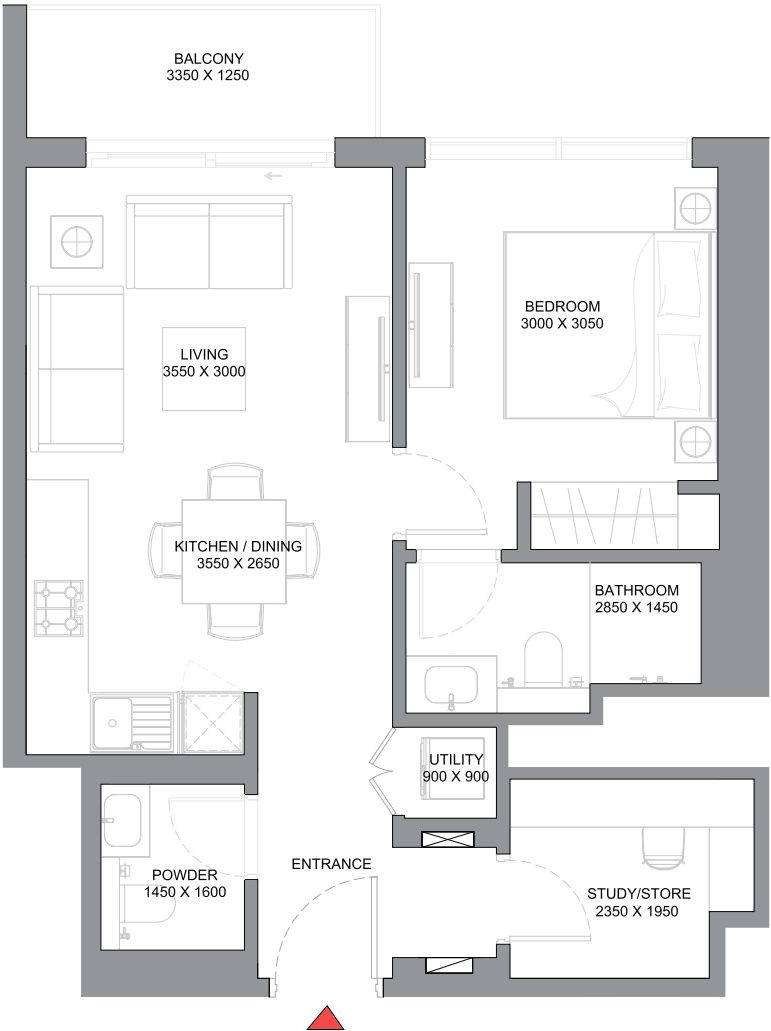 BALCONY
3350 X 1250
BEDROOM
3000 X 3050
LIVING
3550 X 3000
KITCHEN / DINING
3550 X 2650
BATHROOM
2850 X 1450
UTILITY
900 X 900
ENTRANCE
POWDER
1450 X 1600
STUDY/STORE
2350 X 1950